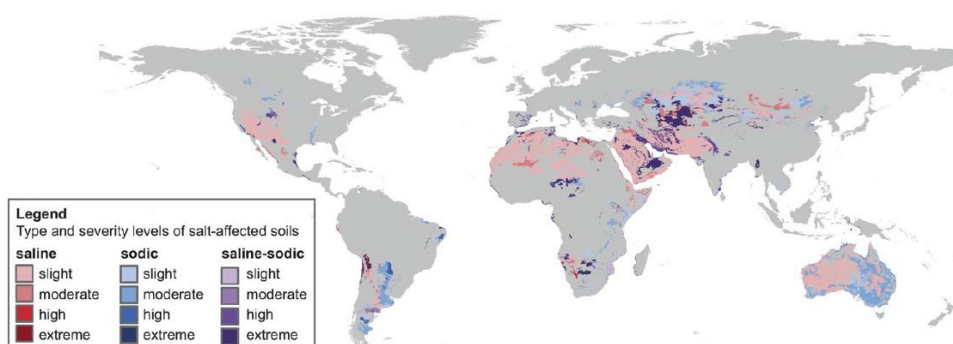 Legend
Type and severity levels of salt-affected soils
saline sodic saline-sodic
slight slight slight
moderate moderate moderate
high high high
extreme extreme extreme